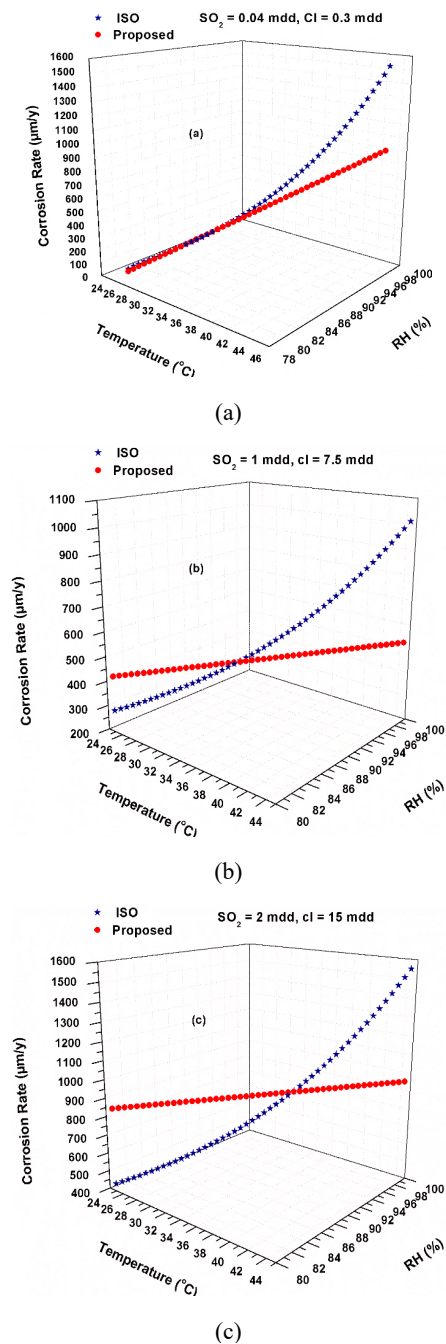 ISO
Proposed
SO2 = 0.04 mdd, Cl = 0.3 mdd
(a)
Corrosion Rate (μm/y)
1600
1500
1400
1300
1200
1100
1000
900
800
700
600
500
400
300
200
100
0
24 26 28 30 32 34 36 38 40 42 44 46
Temperature (°C)
78 80 82 84 86 88 90 92 94 96 98 100
RH (%)
(a)
ISO
Proposed
SO2 = 1 mdd, cl = 7.5 mdd
(b)
Corrosion Rate (μm/y)
1100
1000
900
800
700
600
500
400
300
200
24 26 28 30 32 34 36 38 40 42 44
Temperature (°C)
80 82 84 86 88 90 92 94 96 98 100
RH (%)
(b)
ISO
Proposed
SO2 = 2 mdd, cl = 15 mdd
(c)
Corrosion Rate (μm/y)
1600
1500
1400
1300
1200
1100
1000
900
800
700
600
500
400
24 26 28 30 32 34 36 38 40 42 44
Temperature (°C)
80 82 84 86 88 90 92 94 96 98 100
RH (%)
(c)